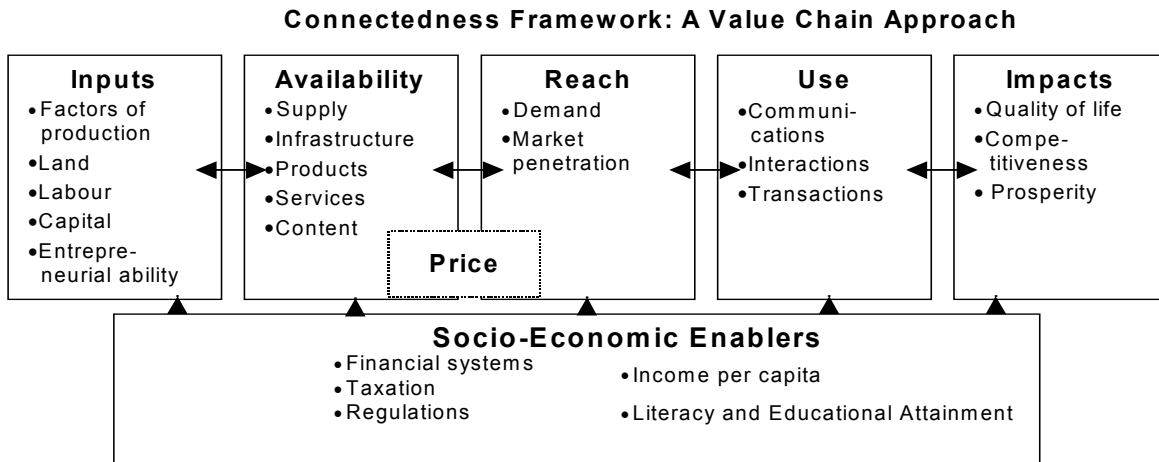 Connectedness Framework: A Value Chain Approach
Inputs
•Factors of
production
•Land
•Labour
•Capital
•Entrepre-
neurial ability
Availability
•Supply
•Infrastructure
•Products
•Services
•Content
Reach
•Demand
•Market
penetration
Use
•Communi-
cations
•Interactions
•Transactions
Impacts
•Quality of life
•Compe-
titiveness
• Prosperity
Price
Socio-Economic Enablers
•Financial systems
•Taxation
•Regulations
•Income per capita
•Literacy and Educational Attainment